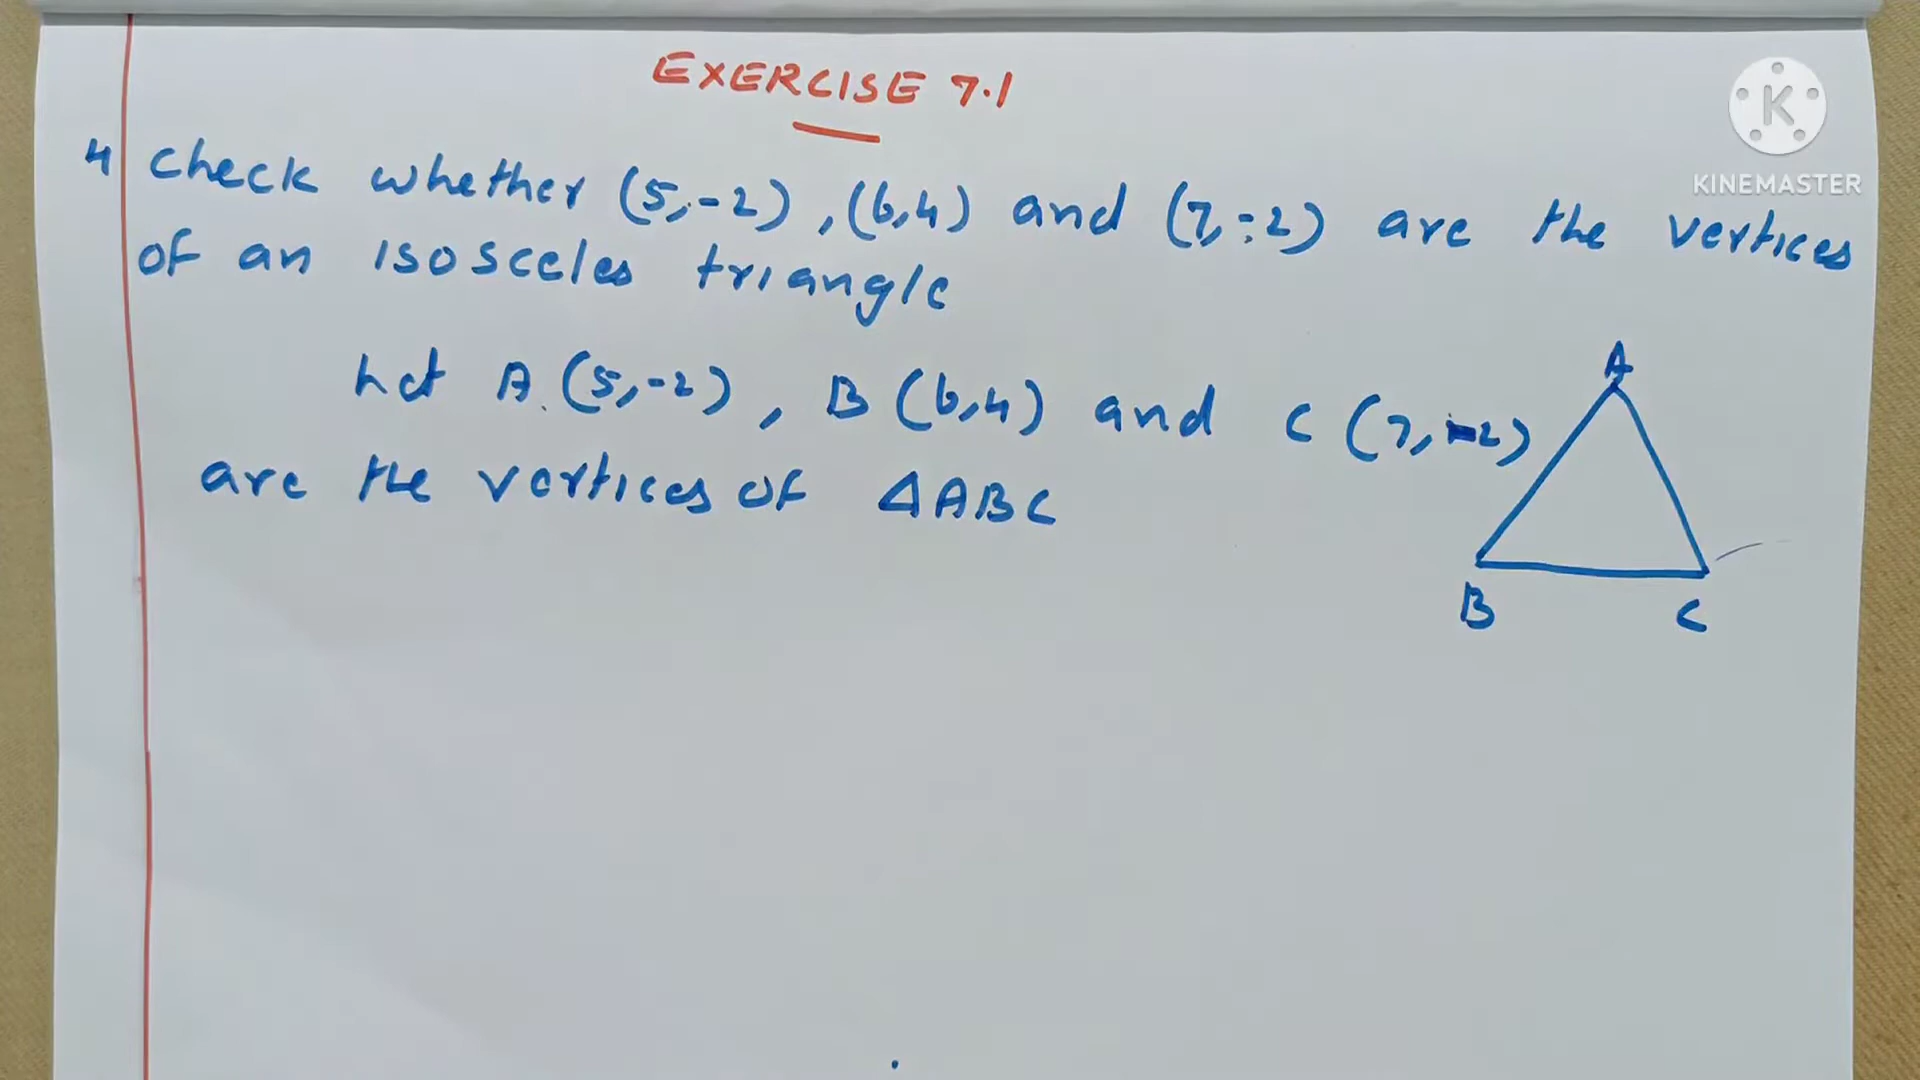 EXERCISE 7.1
K
KINEMASTER
4 check whether (5,-2), (6,4) and (7,-2) are the vertices
of an isosceles triangle
Let A(5,-2), B(6,4) and C(7,-2)
are the vertices of ΔABC
A
B C